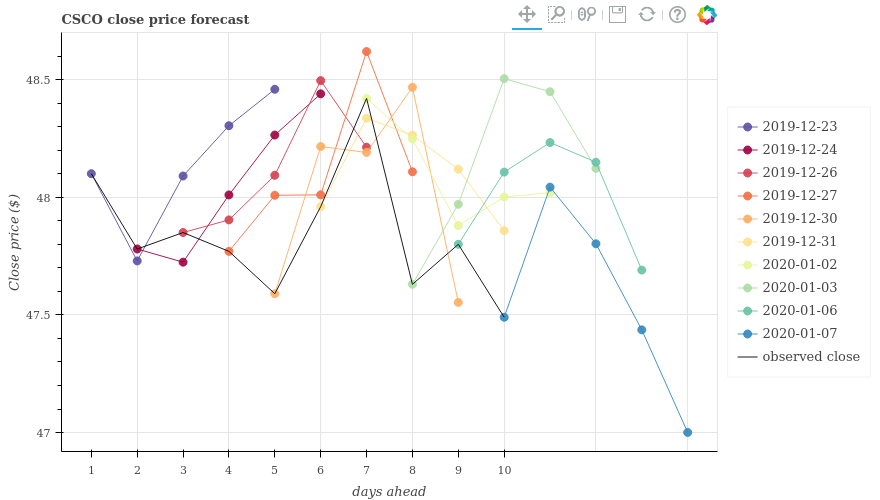 CSCO close price forecast
Close price ($)
48.5
48
47.5
47
1 2 3 4 5 6 7 8 9 10
days ahead
2019-12-23
2019-12-24
2019-12-26
2019-12-27
2019-12-30
2019-12-31
2020-01-02
2020-01-03
2020-01-06
2020-01-07
observed close